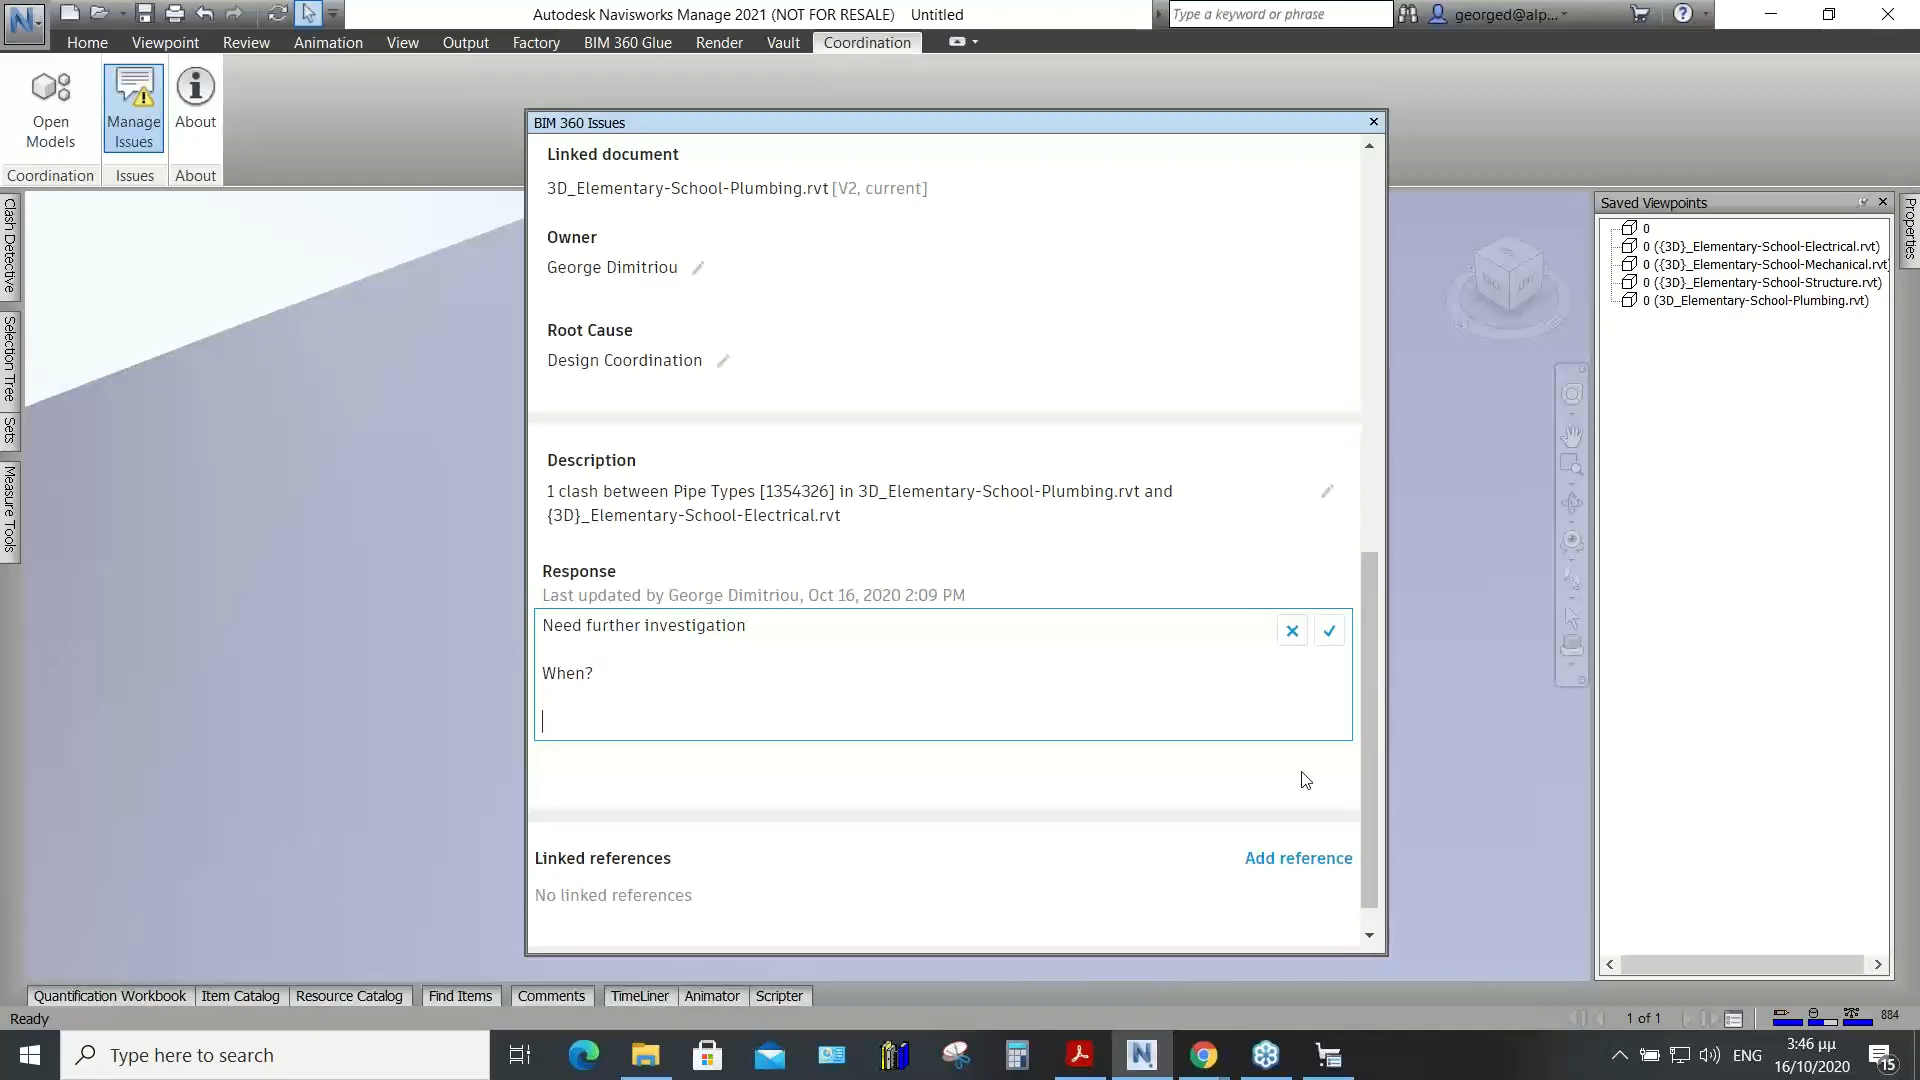 Autodesk Navisworks Manage 2021 (NOT FOR RESALE) Untitled
Type a keyword or phrase
georged@alp...
Home Viewpoint Review Animation View Output Factory BIM 360 Glue Render Vault Coordination
Open Models
Manage Issues
About
Coordination Issues About
Clash Detective
Selection Tree
Sets
Measure Tools
BIM 360 Issues
Linked document
3D_Elementary-School-Plumbing.rvt [V2, current]
Owner
George Dimitriou
Root Cause
Design Coordination
Description
1 clash between Pipe Types [1354326] in 3D_Elementary-School-Plumbing.rvt and
{3D}_Elementary-School-Electrical.rvt
Response
Last updated by George Dimitriou, Oct 16, 2020 2:09 PM
Need further investigation
When?
Linked references
Add reference
No linked references
Saved Viewpoints
0
0 ({3D}_Elementary-School-Electrical.rvt)
0 ({3D}_Elementary-School-Mechanical.rvt
0 ({3D}_Elementary-School-Structure.rvt)
0 (3D_Elementary-School-Plumbing.rvt)
Properties
Quantification Workbook Item Catalog Resource Catalog Find Items Comments TimeLiner Animator Scripter
Ready
1 of 1
884
Type here to search
ENG
3:46 μμ
16/10/2020
15